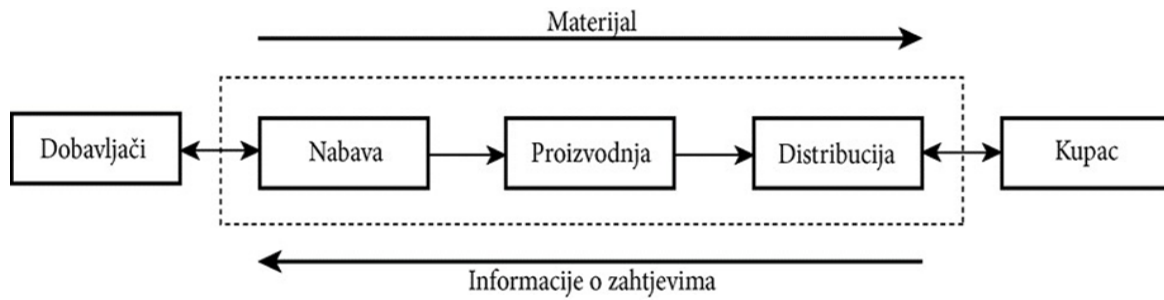 Materijal
Dobavljači
Nabava
Proizvodnja
Distribucija
Kupac
Informacije o zahtjevima